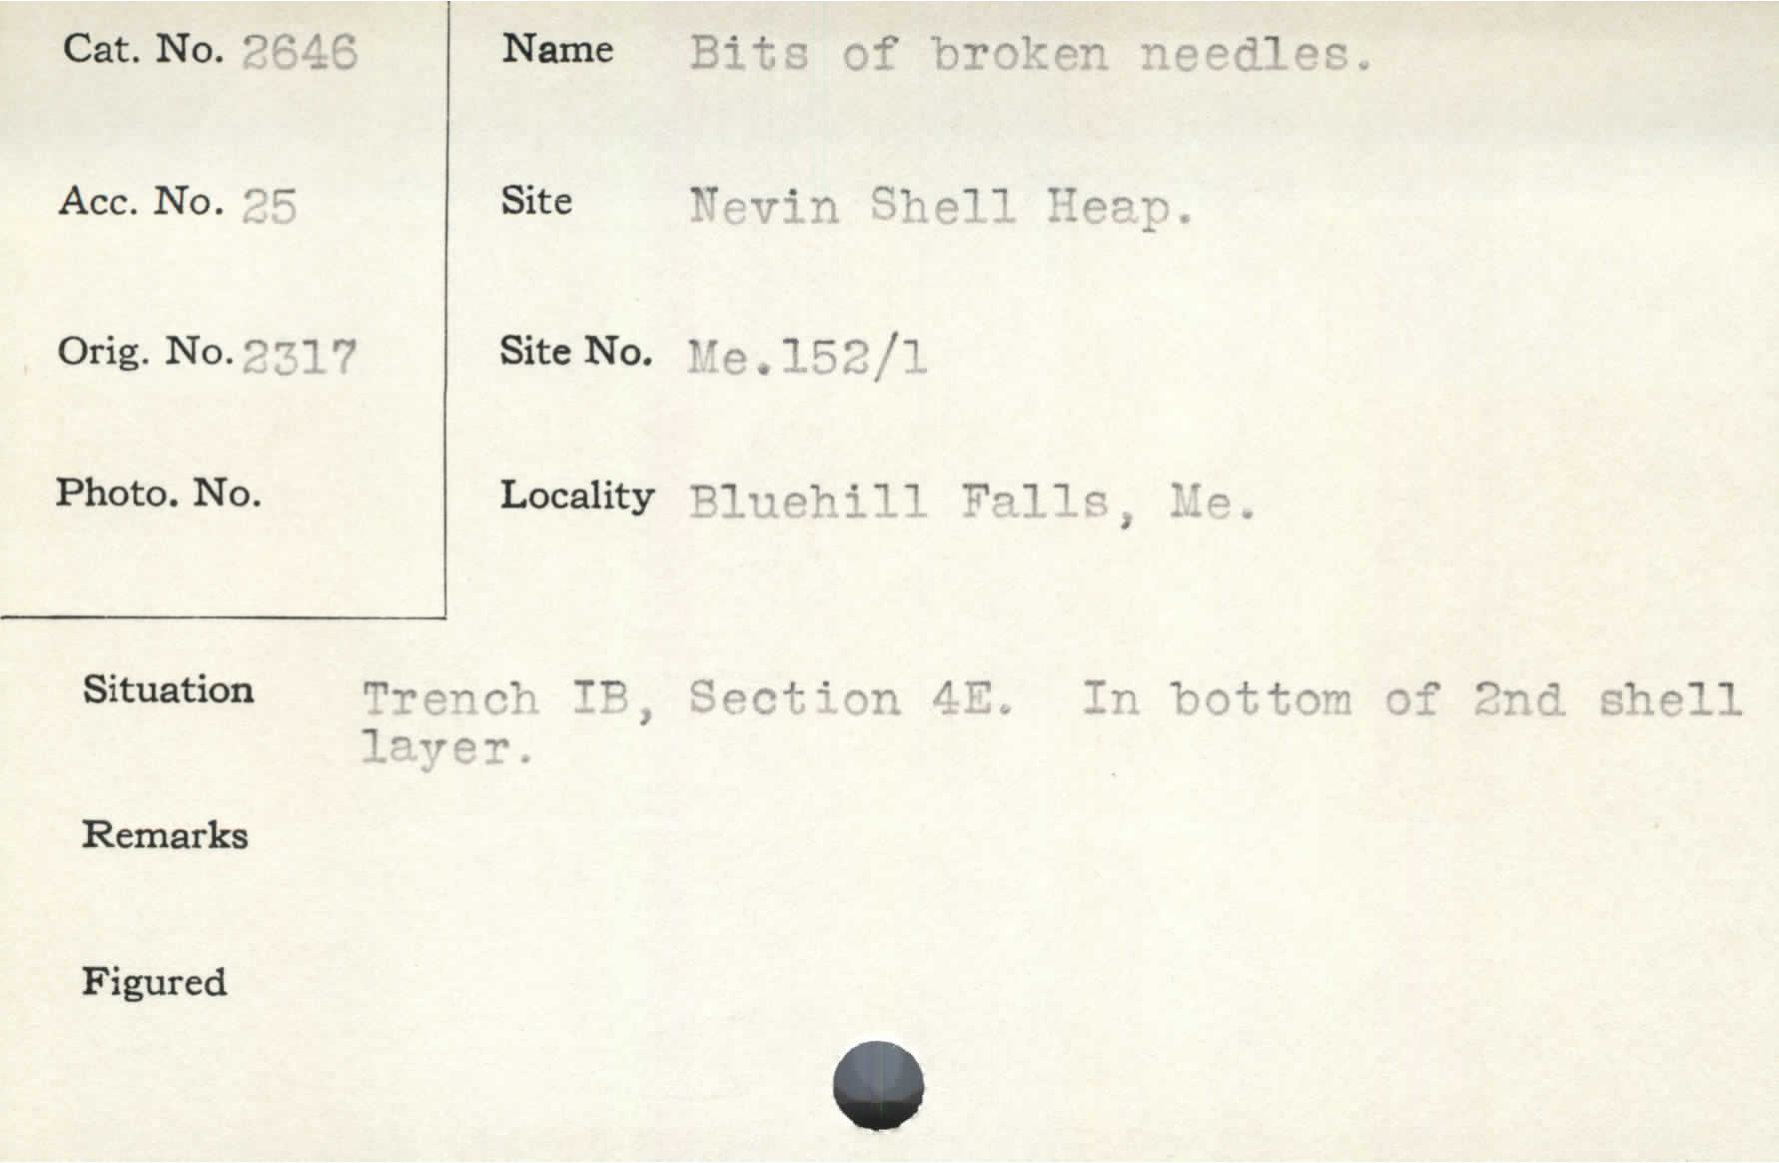 Cat. No. 2646
Name Bits of broken needles.
Acc. No. 25
Site Nevin Shell Heap.
Orig. No. 2317
Site No. Me.152/1
Photo. No.
Locality Bluehill Falls, Me.
Situation Trench IB, Section 4E. In bottom of 2nd shell
layer.
Remarks
Figured